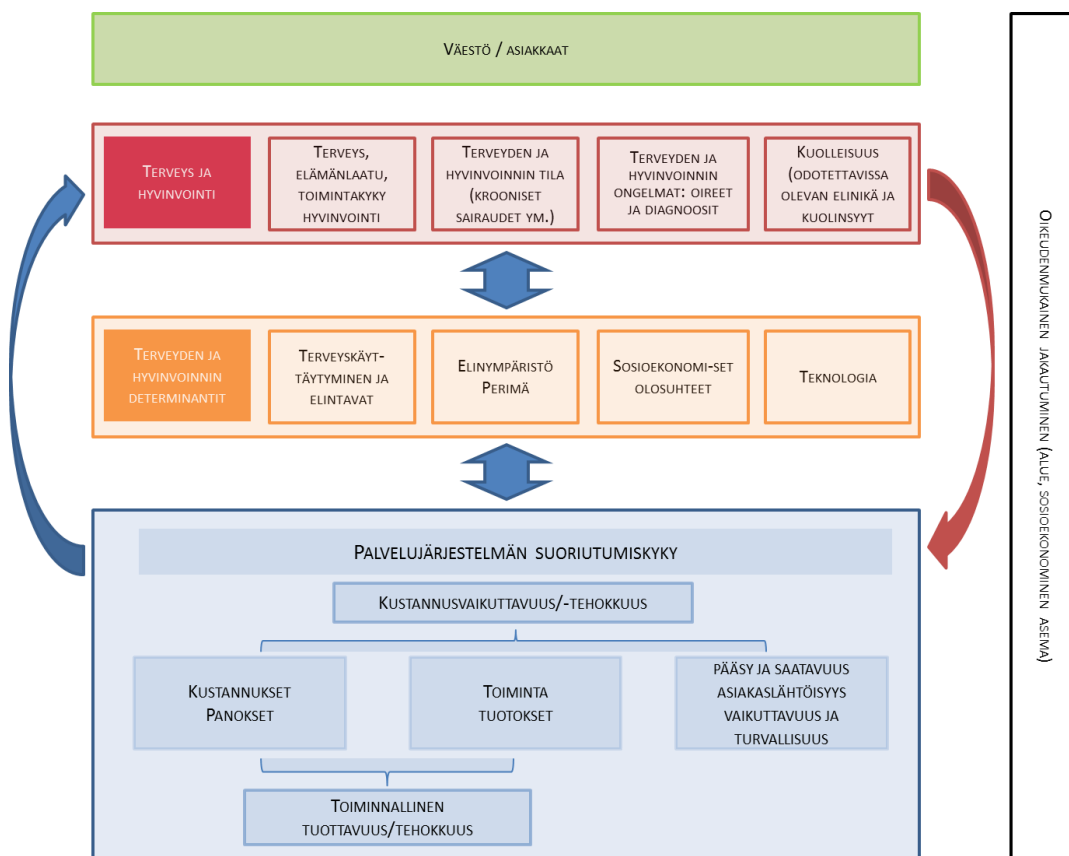 Väestö / asiakkaat
Terveys ja
hyvinvointi
Terveys,
elämänlaatu,
toimintakyky
hyvinvointi
Terveyden ja
hyvinvoinnin tila
(krooniset
sairaudet ym.)
Terveyden ja
hyvinvoinnin
ongelmat: oireet
ja diagnoosit
Kuolleisuus
(odotettavissa
olevan elinikä ja
kuolinsyyt
Terveyden ja
hyvinvoinnin
determinantit
Terveyskäyt-
täytyminen ja
elintavat
Elinympäristö
Perimä
Sosioekonomi-set
olosuhteet
Teknologia
Palvelujärjestelmän suoriutumiskyky
Kustannusvaikuttavuus/-tehokkuus
Kustannukset
Panokset
Toiminta
tuotokset
pääsy ja saatavuus
asiakaslähtöisyys
vaikuttavuus ja
turvallisuus
Toiminnallinen
tuottavuus/tehokkuus
Oikeudenmukainen jakautuminen (alue, sosioekonominen asema)